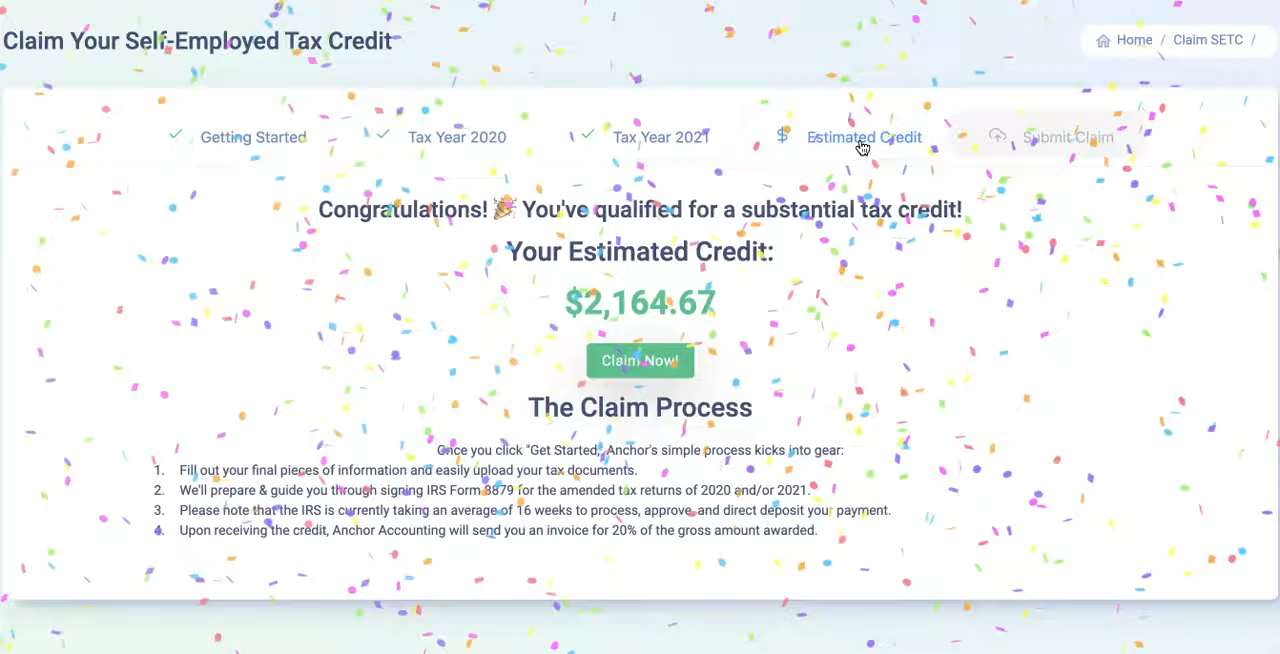 Claim Your Self-Employed Tax Credit
Home / Claim SETC /
Getting Started
Tax Year 2020
Tax Year 2021
Estimated Credit
Submit Claim
Congratulations! 🎉 You've qualified for a substantial tax credit!
Your Estimated Credit:
$2,164.67
Claim Now!
The Claim Process
Once you click "Get Started," Anchor's simple process kicks into gear:
1. Fill out your final pieces of information and easily upload your tax documents.
2. We'll prepare & guide you through signing IRS Form 8879 for the amended tax returns of 2020 and/or 2021.
3. Please note that the IRS is currently taking an average of 16 weeks to process, approve, and direct deposit your payment.
4. Upon receiving the credit, Anchor Accounting will send you an invoice for 20% of the gross amount awarded.